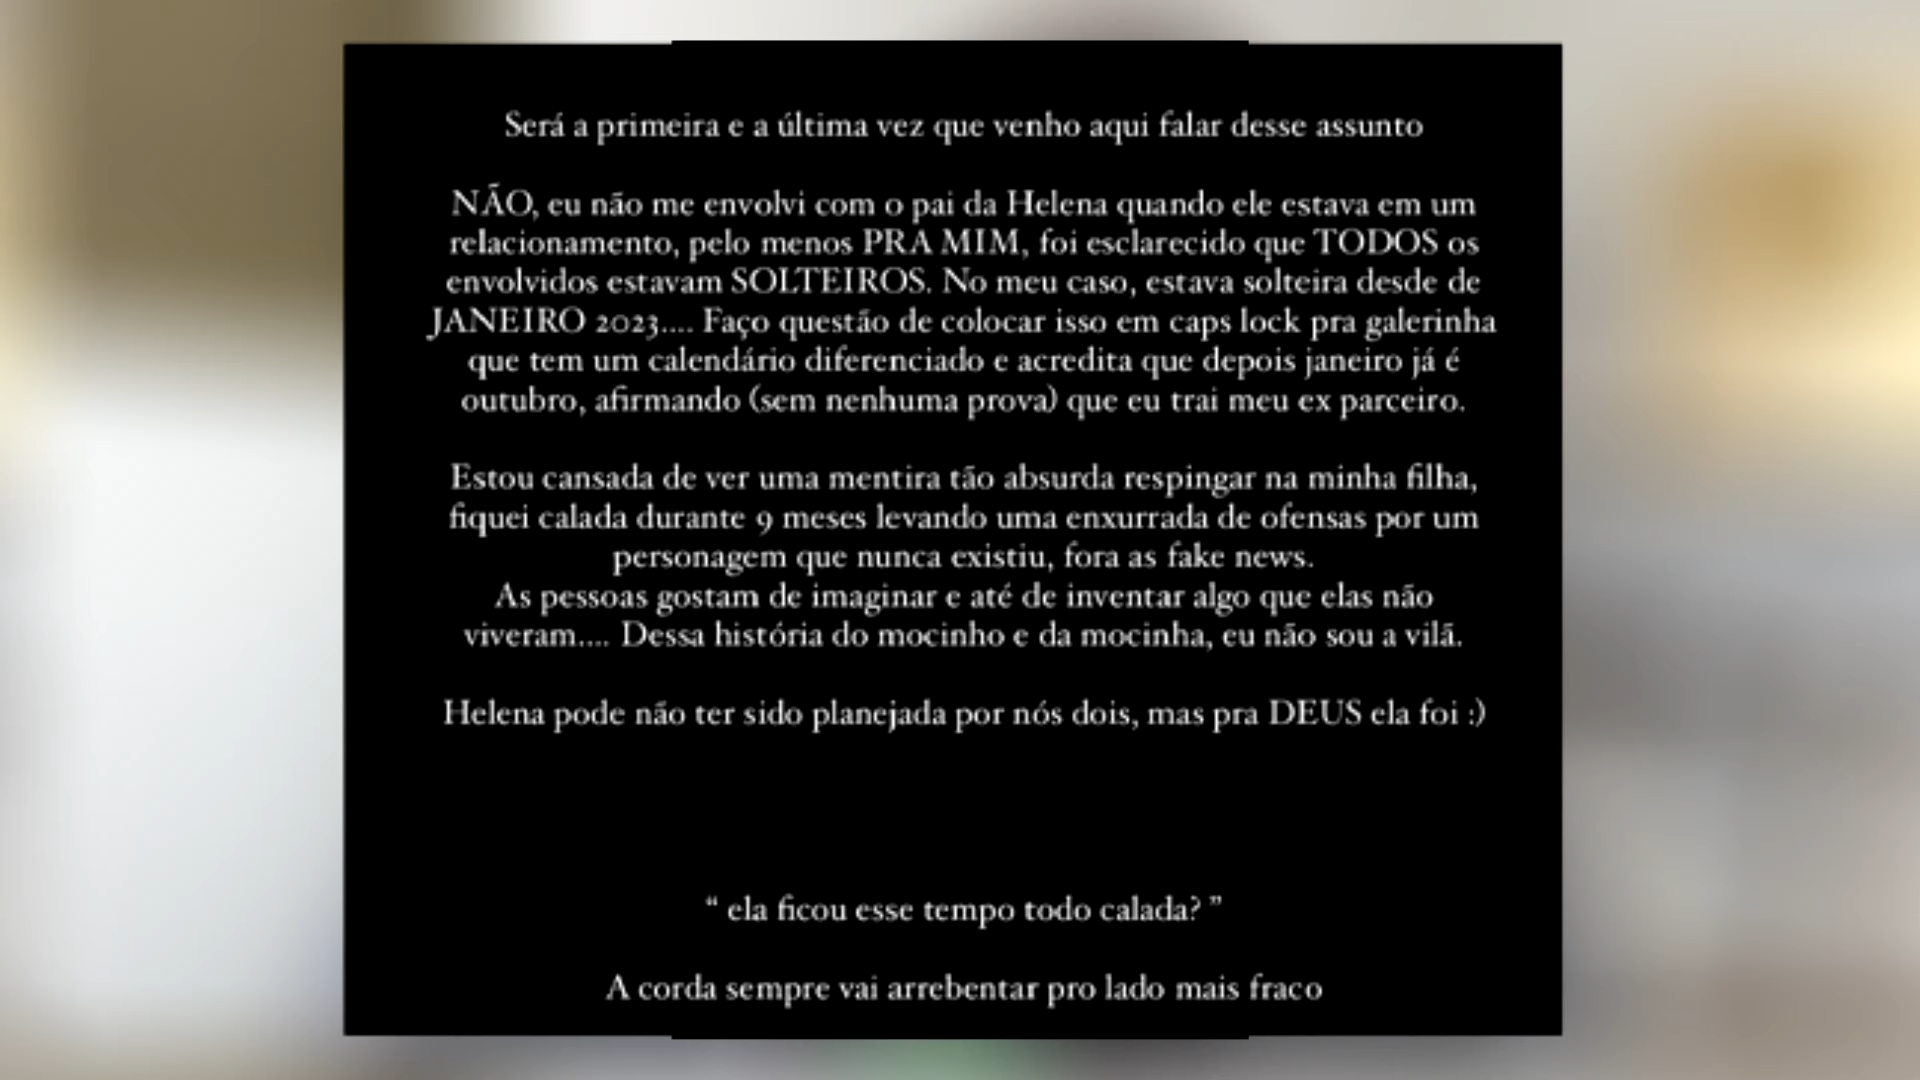 Será a primeira e a última vez que venho aqui falar desse assunto
NÃO, eu não me envolvi com o pai da Helena quando ele estava em um
relacionamento, pelo menos PRA MIM, foi esclarecido que TODOS os
envolvidos estavam SOLTEIROS. No meu caso, estava solteira desde de
JANEIRO 2023.... Faço questão de colocar isso em caps lock pra galerinha
que tem um calendário diferenciado e acredita que depois janeiro já é
outubro, afirmando (sem nenhuma prova) que eu trai meu ex parceiro.
Estou cansada de ver uma mentira tão absurda respingar na minha filha,
fiquei calada durante 9 meses levando uma enxurrada de ofensas por um
personagem que nunca existiu, fora as fake news.
As pessoas gostam de imaginar e até de inventar algo que elas não
viveram.... Dessa história do mocinho e da mocinha, eu não sou a vilã.
Helena pode não ter sido planejada por nós dois, mas pra DEUS ela foi :)
“ ela ficou esse tempo todo calada? ”
A corda sempre vai arrebentar pro lado mais fraco